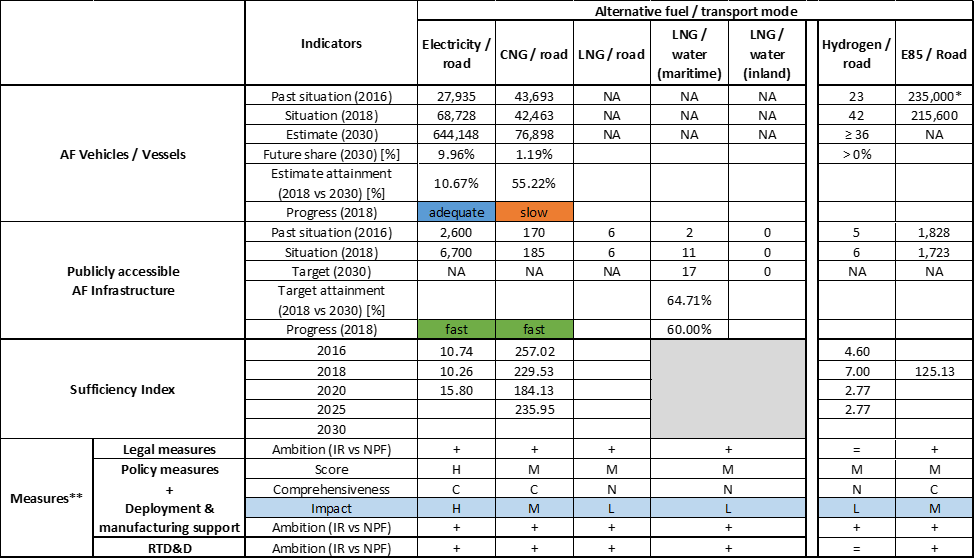 Alternative fuel / transport mode
Indicators
Electricity / road
CNG / road
LNG / road
LNG / water (maritime)
LNG / water (inland)
Hydrogen / road
E85 / Road
AF Vehicles / Vessels
Past situation (2016) 27,935 43,693 NA NA NA 23 235,000*
Situation (2018) 68,728 42,463 NA NA NA 42 215,600
Estimate (2030) 644,148 76,898 NA NA NA ≥ 36 NA
Future share (2030) [%] 9.96% 1.19% > 0%
Estimate attainment
(2018 vs 2030) [%] 10.67% 55.22%
Progress (2018) adequate slow
Publicly accessible
AF Infrastructure
Past situation (2016) 2,600 170 6 2 0 5 1,828
Situation (2018) 6,700 185 6 11 0 6 1,723
Target (2030) NA NA NA 17 0 NA NA
Target attainment
(2018 vs 2030) [%] 64.71%
Progress (2018) fast fast 60.00%
Sufficiency Index
2016 10.74 257.02 4.60
2018 10.26 229.53 7.00 125.13
2020 15.80 184.13 2.77
2025 235.95 2.77
2030
Measures**
Legal measures Ambition (IR vs NPF) + + + + = +
Policy measures
+
Deployment &
manufacturing support
Score H M M M M M
Comprehensiveness C C N N N C
Impact H M L L L M
Ambition (IR vs NPF) + + + + + +
RTD&D Ambition (IR vs NPF) + + + + = +